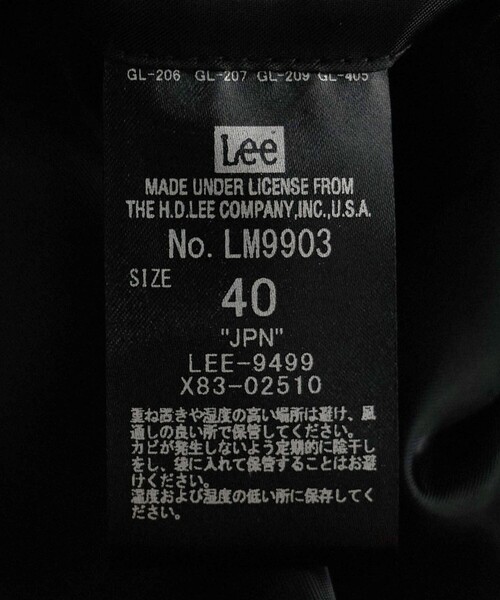 GL-206 GL-207 GL-209 GL-405
Lee
MADE UNDER LICENSE FROM
THE H.D.LEE COMPANY,INC.,U.S.A.
No. LM9903
SIZE
40
"JPN"
LEE-9499
X83-02510
重ね置きや湿度の高い場所は避け、風
通しの良い所で保管してください。
カビが発生しないよう定期的に陰干し
をし、袋に入れて保管することはお避
けください。
温度および湿度の低い所に保存してく
ださい。